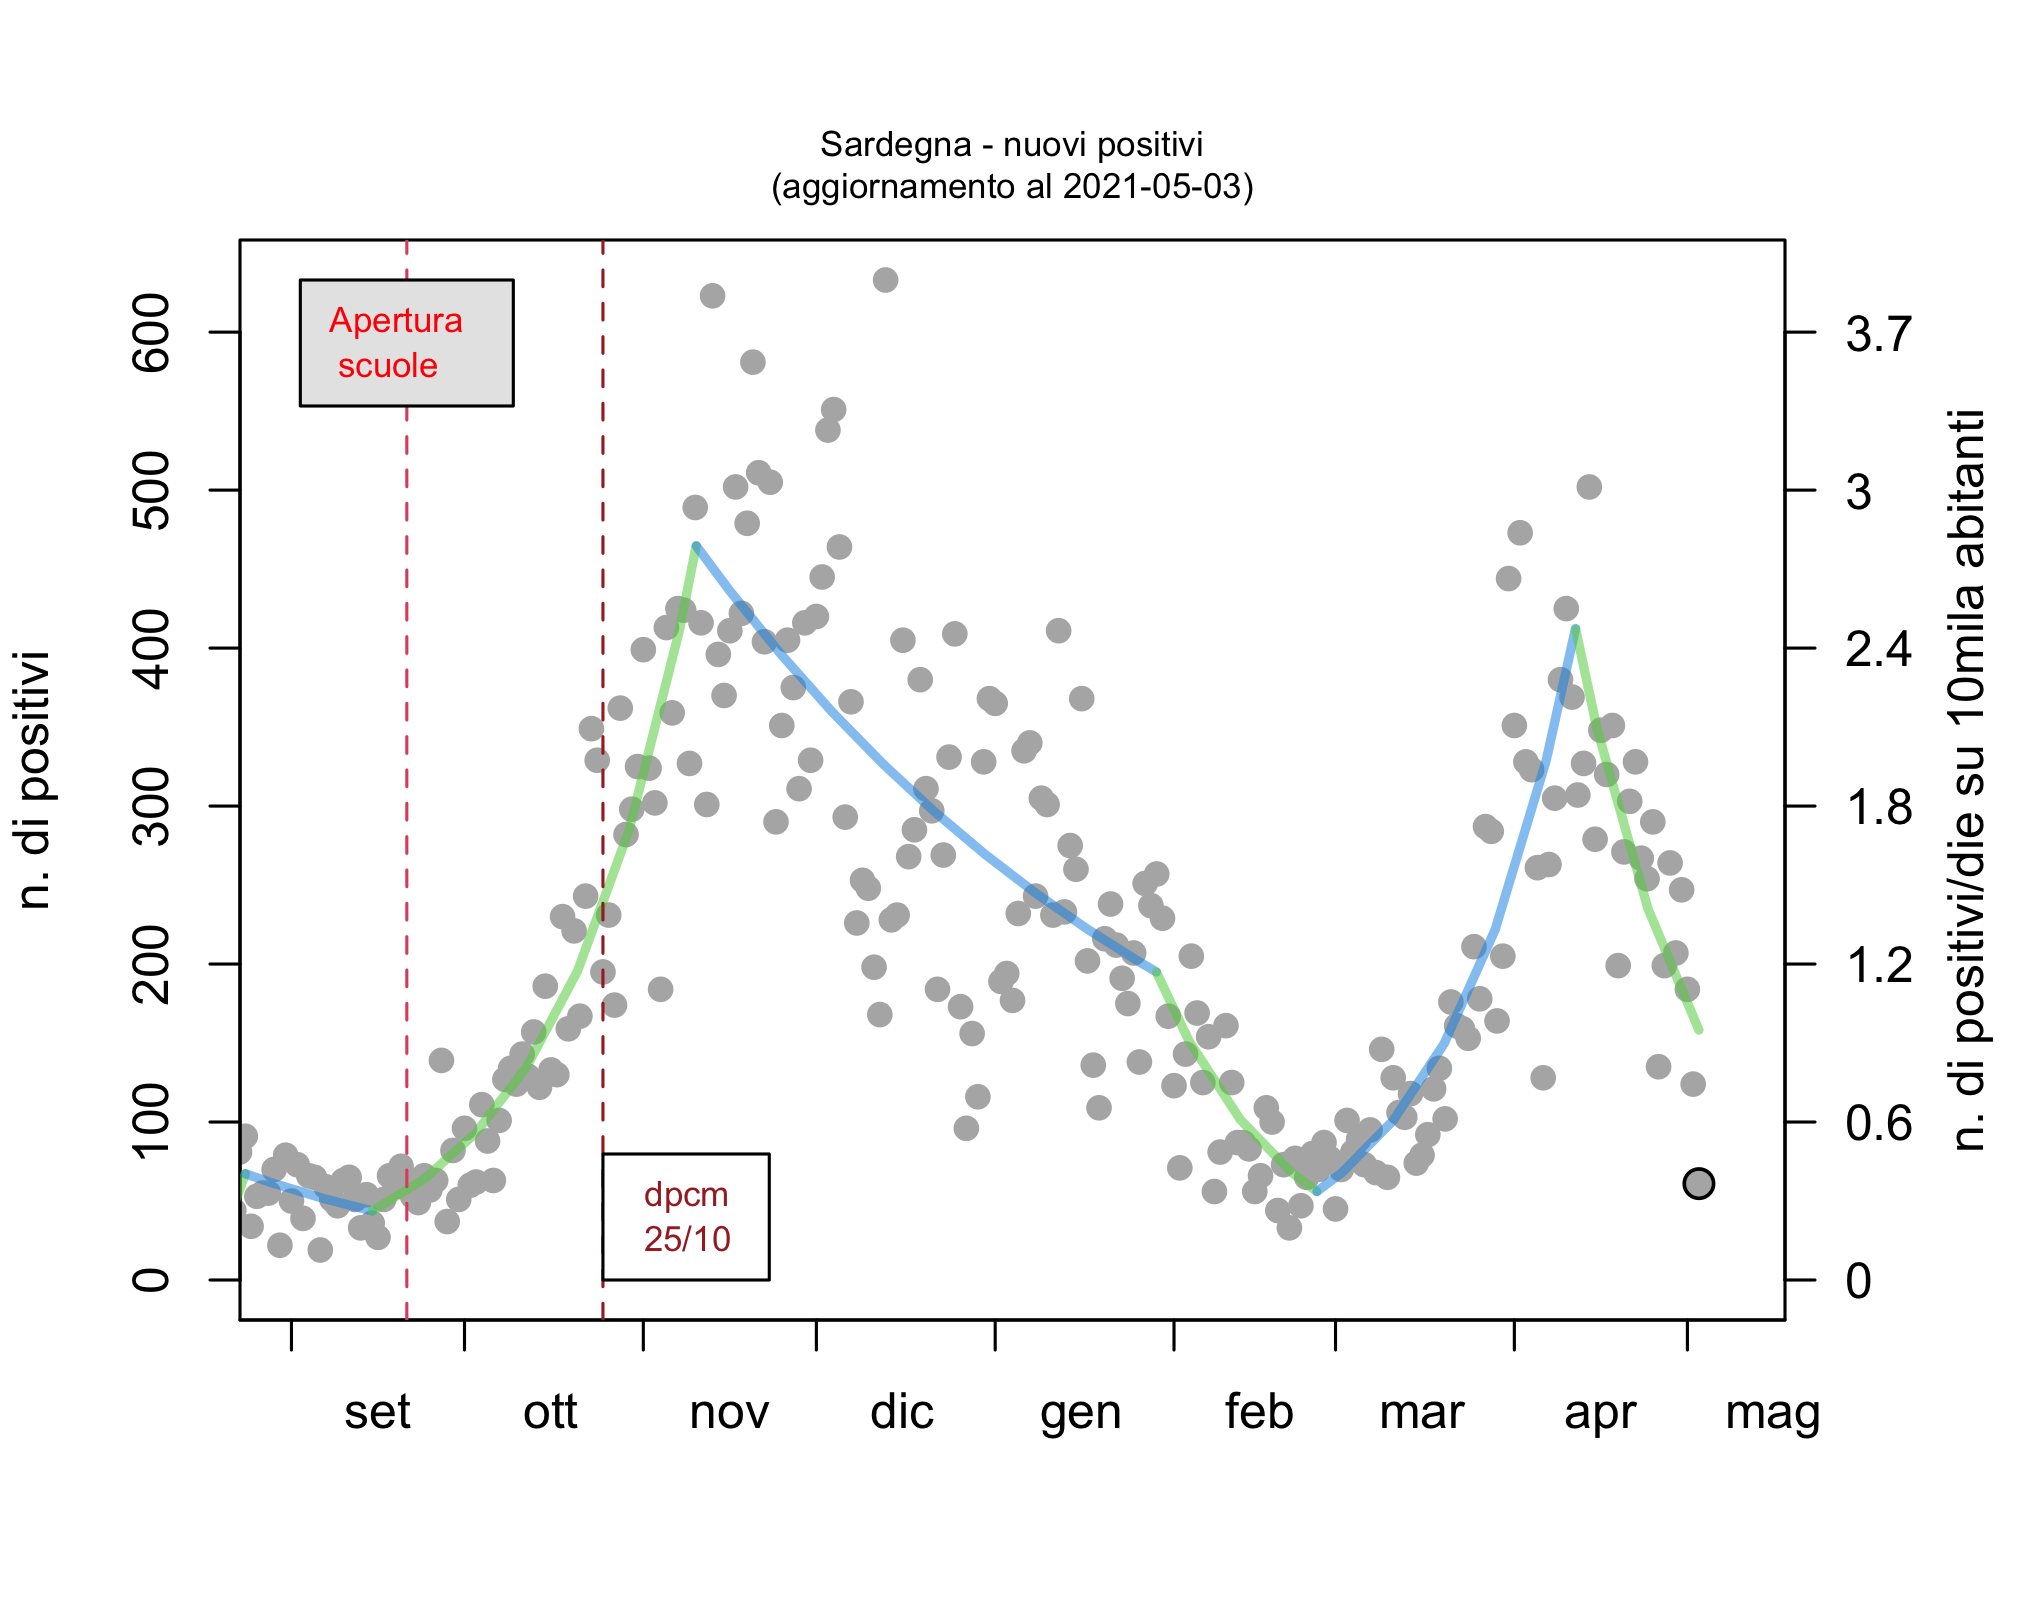 Sardegna - nuovi positivi
(aggiornamento al 2021-05-03)
Apertura
scuole
dpcm
25/10
n. di positivi
0
100
200
300
400
500
600
n. di positivi/die su 10mila abitanti
0
0.6
1.2
1.8
2.4
3
3.7
set ott nov dic gen feb mar apr mag